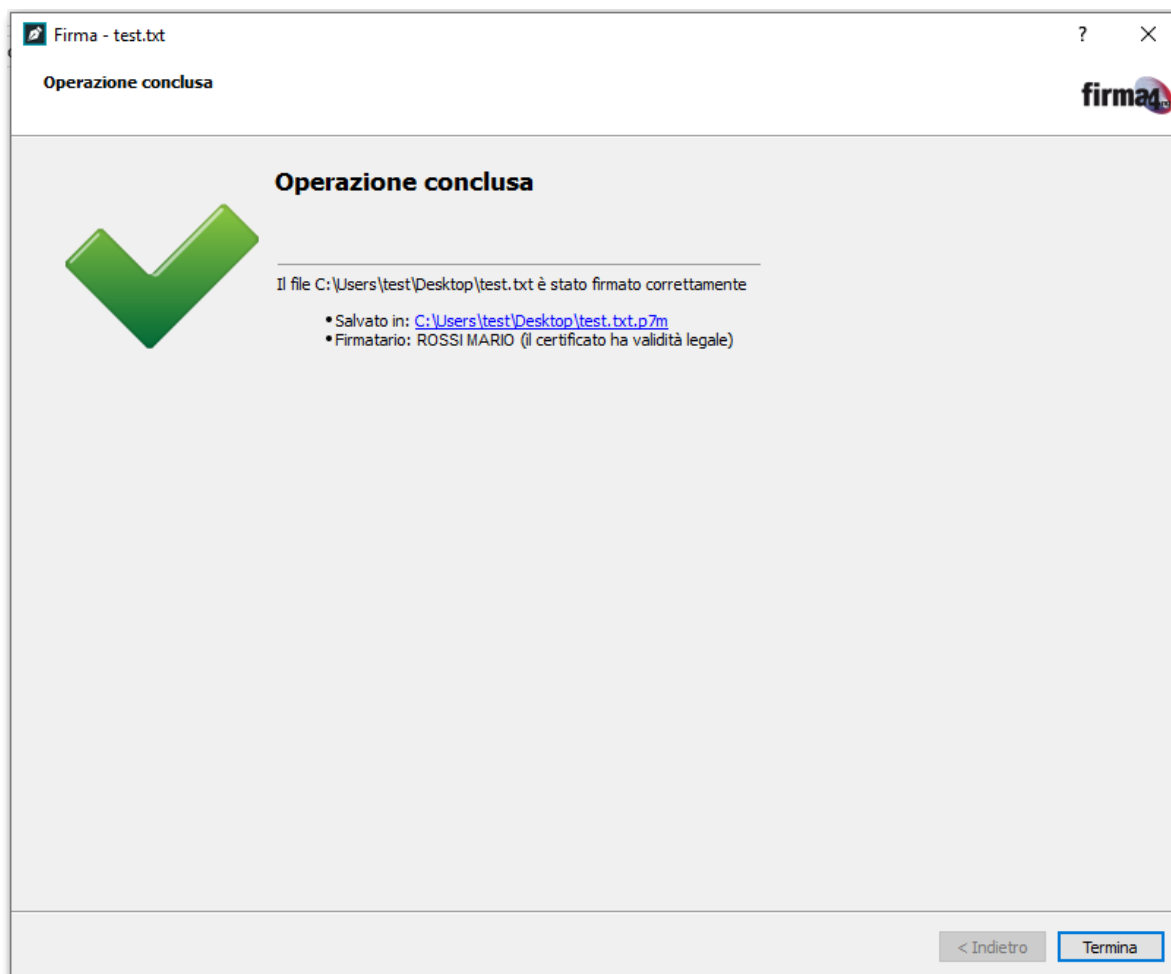 Firma - test.txt
?
Operazione conclusa
firma4
Operazione conclusa
Il file C:\Users\test\Desktop\test.txt è stato firmato correttamente
• Salvato in: C:\Users\test\Desktop\test.txt.p7m
• Firmatario: ROSSI MARIO (il certificato ha validità legale)
< Indietro
Termina